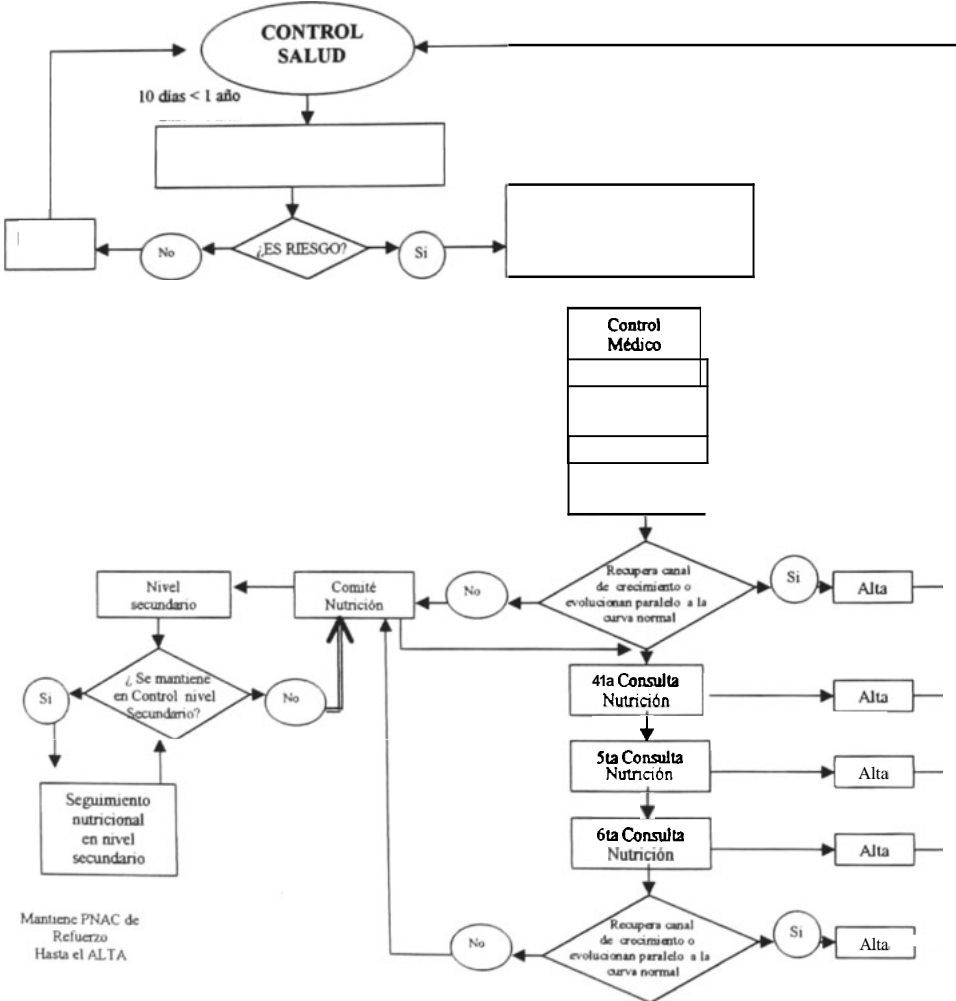 CONTROL
SALUD
10 dias < 1 año
No
¿ES RIESGO?
Si
Control
Médico
Recupera canal
de crecimiento o
evolucionan paralelo a la
curva normal
Si
Alta
No
Comité
Nutrición
Nivel
secundario
¿ Se mantiene
en Control nivel
Secundario?
Si
No
41a Consulta
Nutrición
Alta
5ta Consulta
Nutrición
Alta
Seguimiento
nutricional
en nivel
secundario
6ta Consulta
Nutrición
Alta
Mantiene PNAC de
Refuerzo
Hasta el ALTA
No
Recupera canal
de crecimiento o
evolucionan paralelo a la
curva normal
Si
Alta